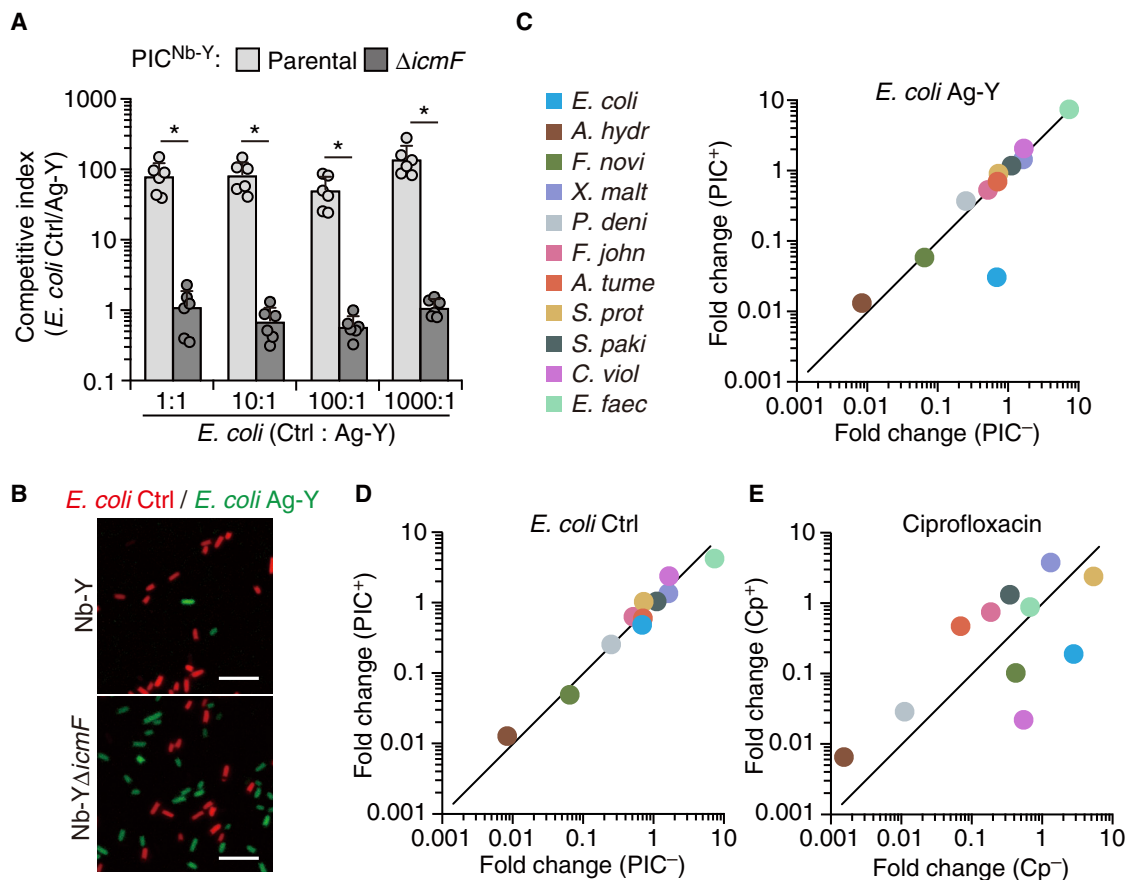 A
PIC^Nb-Y: Parental ΔicmF
Competitive index
(E. coli Ctrl/Ag-Y)
1000
100
10
1
0.1
* * * *
1:1 10:1 100:1 1000:1
E. coli (Ctrl : Ag-Y)
B
E. coli Ctrl / E. coli Ag-Y
Nb-Y
Nb-YΔicmF
C
E. coli
A. hydr
F. novi
X. malt
P. deni
F. john
A. tume
S. prot
S. paki
C. viol
E. faec
E. coli Ag-Y
Fold change (PIC⁺)
10
1
0.1
0.01
0.001
0.001 0.01 0.1 1 10
Fold change (PIC⁻)
D
E. coli Ctrl
Fold change (PIC⁺)
10
1
0.1
0.01
0.001
0.001 0.01 0.1 1 10
Fold change (PIC⁻)
E
Ciprofloxacin
Fold change (Cp⁺)
10
1
0.1
0.01
0.001
0.001 0.01 0.1 1 10
Fold change (Cp⁻)